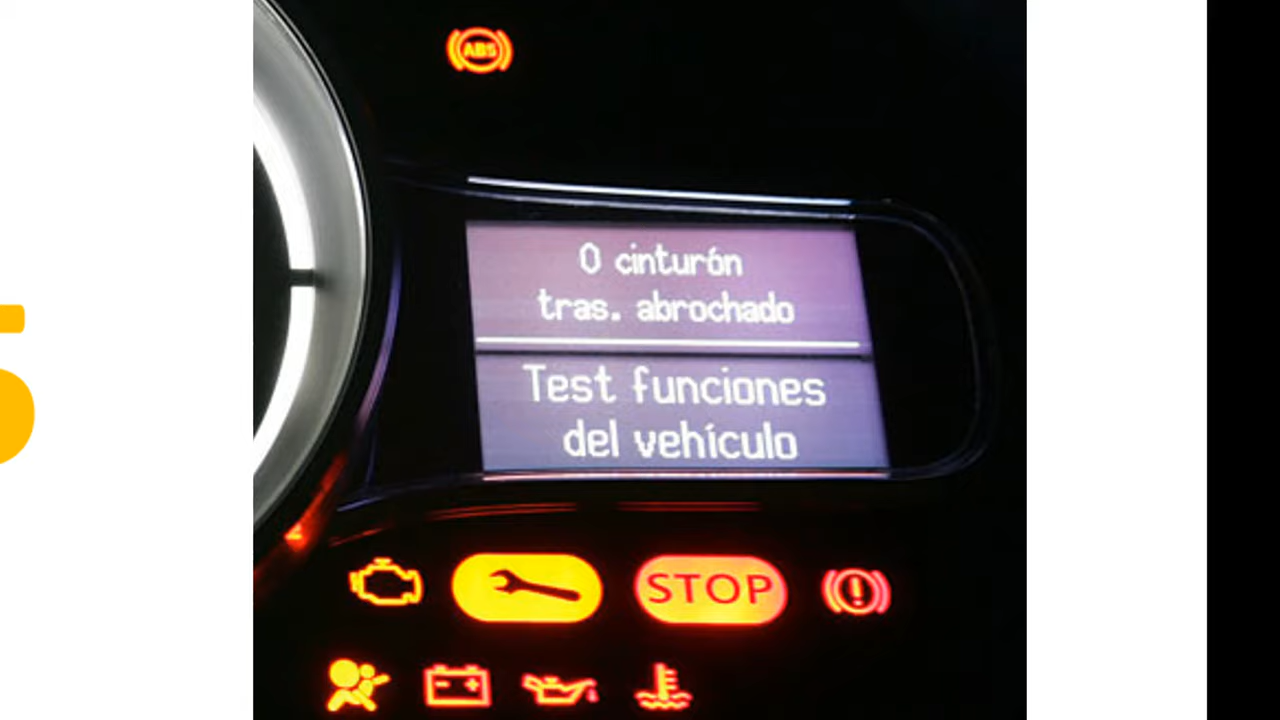 ABS
0 cinturón
tras. abrochado
Test funciones
del vehículo
STOP